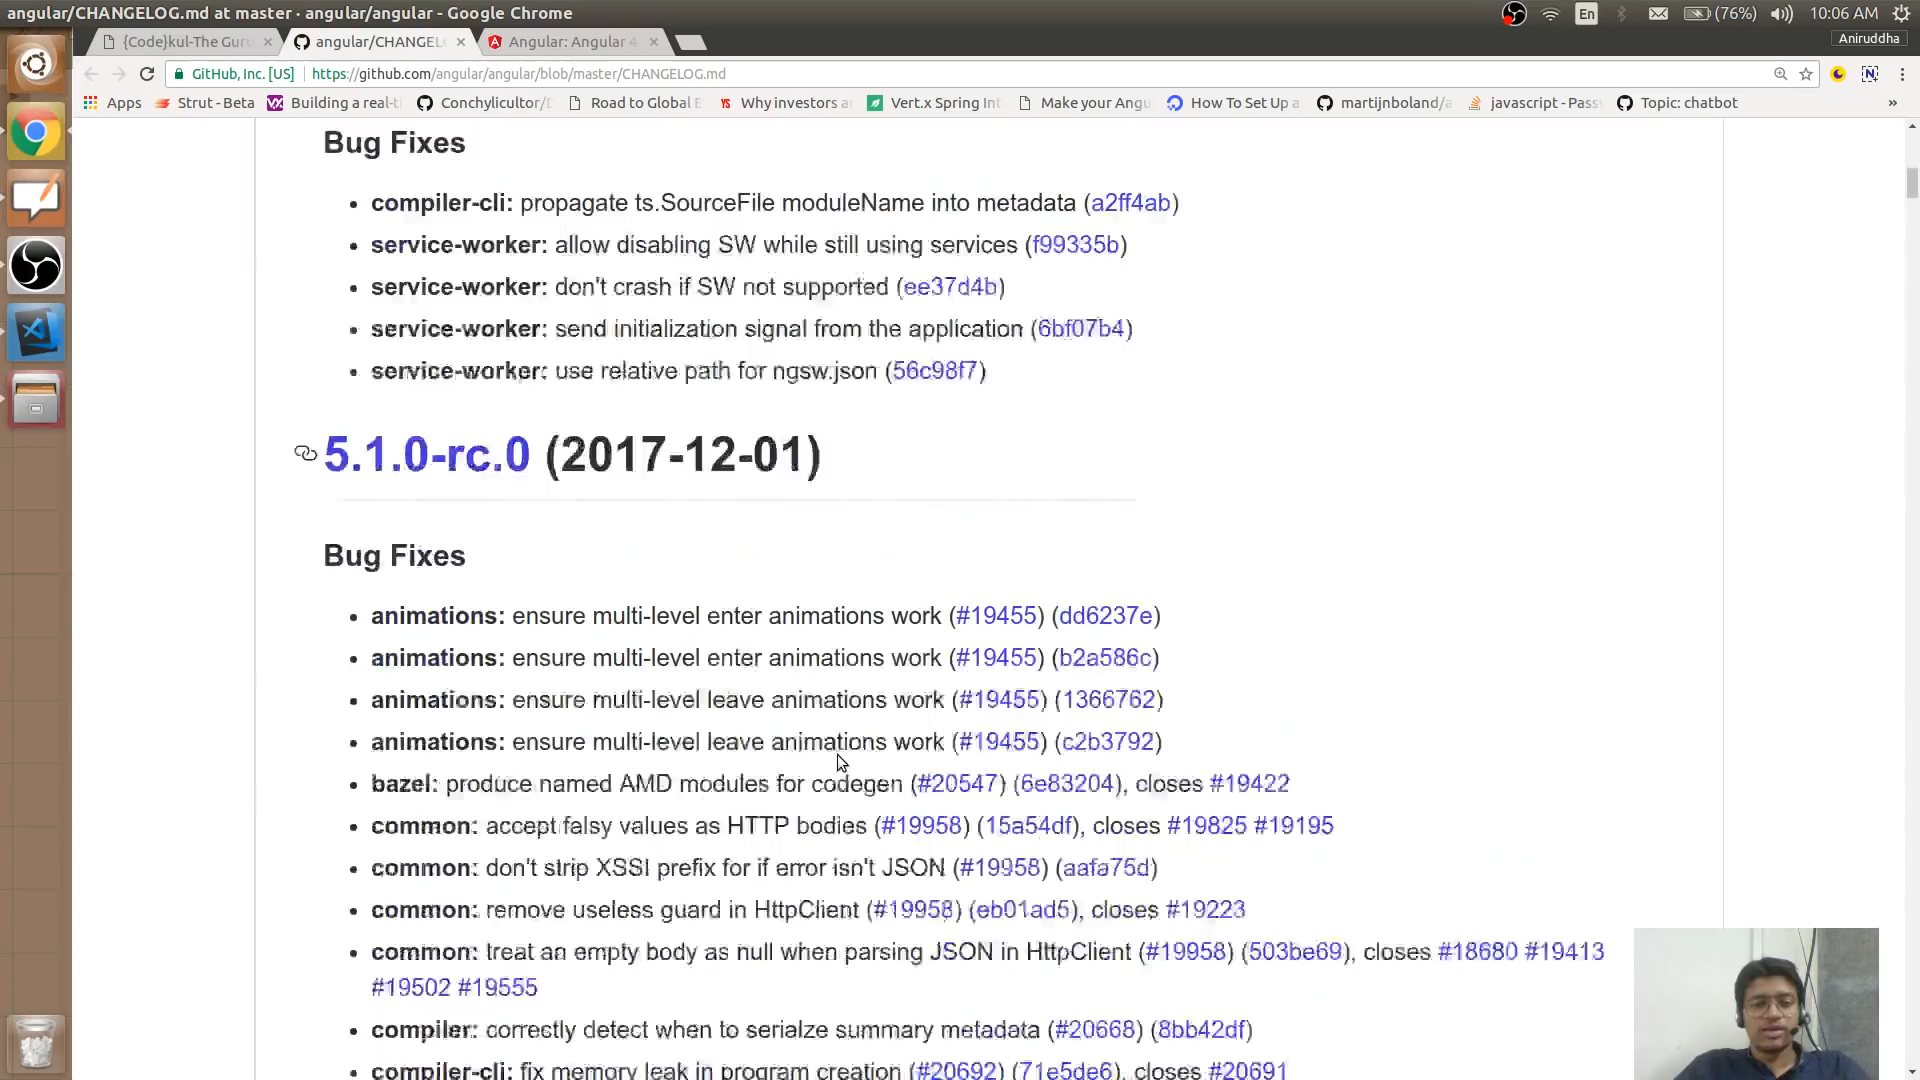 angular/CHANGELOG.md at master · angular/angular - Google Chrome
En (76%) 10:06 AM
Aniruddha
{Code}kul-The Guru
angular/CHANGEL
Angular: Angular 4
GitHub, Inc. [US] https://github.com/angular/angular/blob/master/CHANGELOG.md
Apps Strut - Beta Building a real-ti Conchylicultor/D Road to Global E Why investors a Vert.x Spring Int Make your Angu How To Set Up a martijnboland/a javascript - Pass Topic: chatbot »
Bug Fixes
compiler-cli: propagate ts.SourceFile moduleName into metadata (a2ff4ab)
service-worker: allow disabling SW while still using services (f99335b)
service-worker: don't crash if SW not supported (ee37d4b)
service-worker: send initialization signal from the application (6bf07b4)
service-worker: use relative path for ngsw.json (56c98f7)
5.1.0-rc.0 (2017-12-01)
Bug Fixes
animations: ensure multi-level enter animations work (#19455) (dd6237e)
animations: ensure multi-level enter animations work (#19455) (b2a586c)
animations: ensure multi-level leave animations work (#19455) (1366762)
animations: ensure multi-level leave animations work (#19455) (c2b3792)
bazel: produce named AMD modules for codegen (#20547) (6e83204), closes #19422
common: accept falsy values as HTTP bodies (#19958) (15a54df), closes #19825 #19195
common: don't strip XSSI prefix for if error isn't JSON (#19958) (aafa75d)
common: remove useless guard in HttpClient (#19958) (eb01ad5), closes #19223
common: treat an empty body as null when parsing JSON in HttpClient (#19958) (503be69), closes #18680 #19413
#19502 #19555
compiler: correctly detect when to serialze summary metadata (#20668) (8bb42df)
compiler-cli: fix memory leak in program creation (#20692) (71e5de6), closes #20691